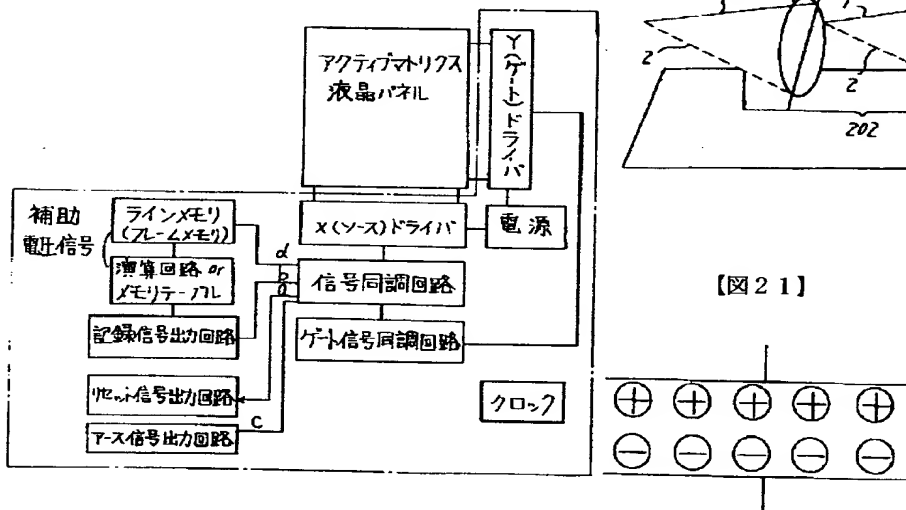 アクティブマトリクス
液晶パネル
Y(ゲート)ドライバ
X(ソース)ドライバ
電源
補助
電圧信号
ラインメモリ
(フレームメモリ)
演算回路 or
メモリテーブル
記録信号出力回路
リセット信号出力回路
アース信号出力回路
d
b
a
c
信号同調回路
ゲート信号同調回路
クロック
2
2
202
【図21】